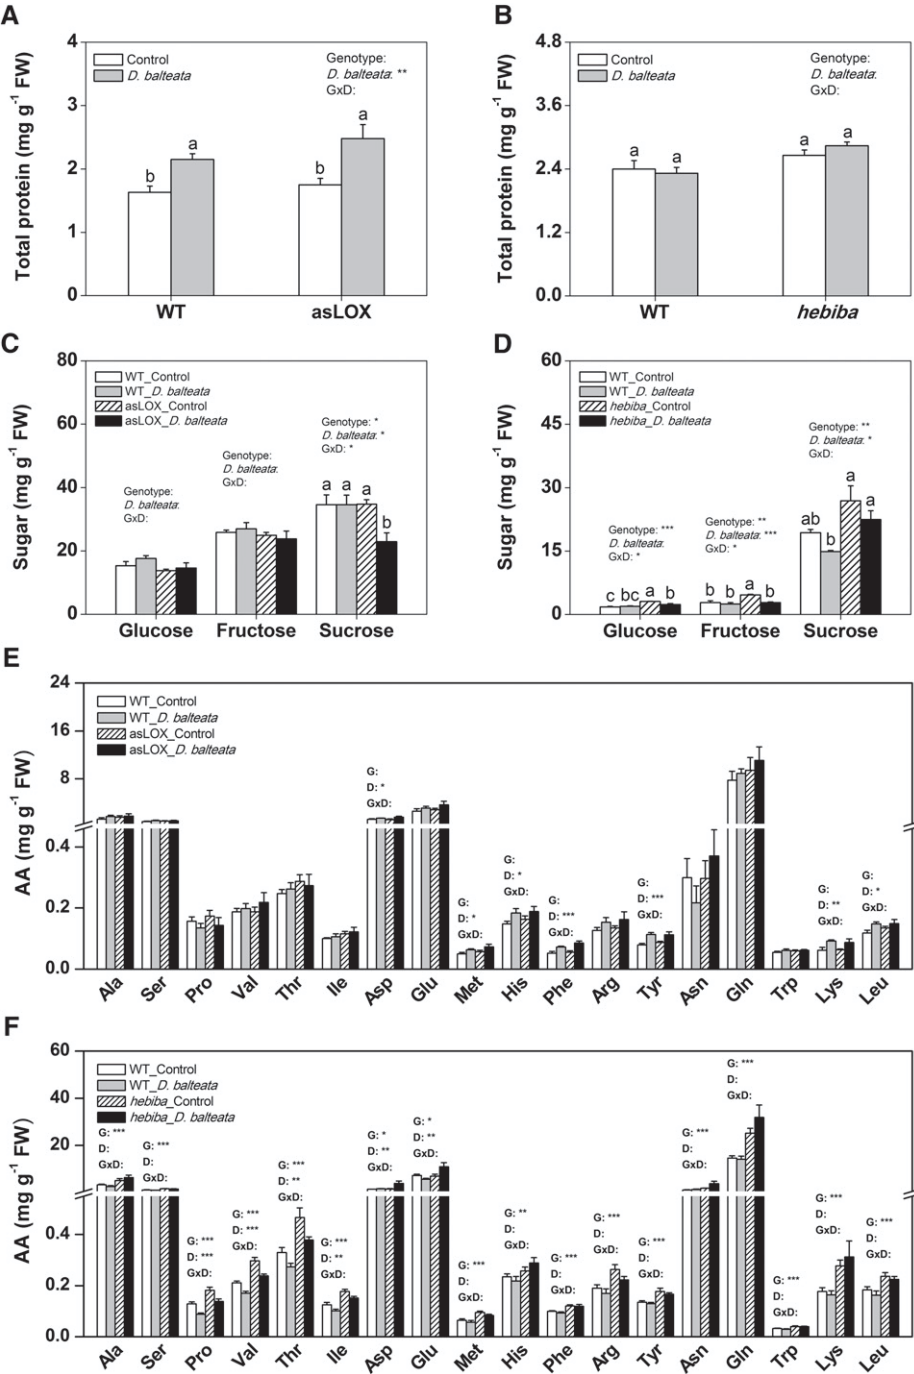 A
Total protein (mg g⁻¹ FW)
4
3
2
1
0
Control
D. balteata
Genotype:
D. balteata: **
GxD:
b
a
b
a
WT
asLOX
B
Total protein (mg g⁻¹ FW)
4.8
3.6
2.4
1.2
0.0
Control
D. balteata
Genotype:
D. balteata:
GxD:
a
a
a
a
WT
hebiba
C
Sugar (mg g⁻¹ FW)
80
60
40
20
0
WT_Control
WT_D. balteata
asLOX_Control
asLOX_D. balteata
Genotype:
D. balteata:
GxD:
Genotype:
D. balteata:
GxD:
Genotype: *
D. balteata: *
GxD: *
a a a b
Glucose
Fructose
Sucrose
D
Sugar (mg g⁻¹ FW)
60
45
30
15
0
WT_Control
WT_D. balteata
hebiba_Control
hebiba_D. balteata
Genotype: ***
D. balteata:
GxD: *
Genotype: **
D. balteata: ***
GxD: *
Genotype: **
D. balteata: *
GxD:
c bc a b
b b a b
ab b a a
Glucose
Fructose
Sucrose
E
AA (mg g⁻¹ FW)
24
16
8
0.4
0.2
0.0
WT_Control
WT_D. balteata
asLOX_Control
asLOX_D. balteata
G:
D: *
GxD:
G:
D: *
GxD:
G:
D: *
GxD:
G:
D: ***
GxD:
G:
D: ***
GxD:
G:
D: **
GxD:
G:
D: *
GxD:
Ala Ser Pro Val Thr Ile Asp Glu Met His Phe Arg Tyr Asn Gln Trp Lys Leu
F
AA (mg g⁻¹ FW)
60
40
20
0.4
0.2
0.0
WT_Control
WT_D. balteata
hebiba_Control
hebiba_D. balteata
G: ***
D:
GxD:
G: ***
D:
GxD:
G: ***
D: ***
GxD:
G: ***
D: ***
GxD:
G: ***
D: **
GxD:
G: ***
D: **
GxD:
G: *
D: **
GxD:
G: *
D: **
GxD:
G: ***
D:
GxD:
G: **
D:
GxD:
G: ***
D:
GxD:
G: ***
D:
GxD:
G: ***
D:
GxD:
G: ***
D:
GxD:
G: ***
D:
GxD:
G: ***
D:
GxD:
G: ***
D:
GxD:
G: ***
D:
GxD:
Ala Ser Pro Val Thr Ile Asp Glu Met His Phe Arg Tyr Asn Gln Trp Lys Leu